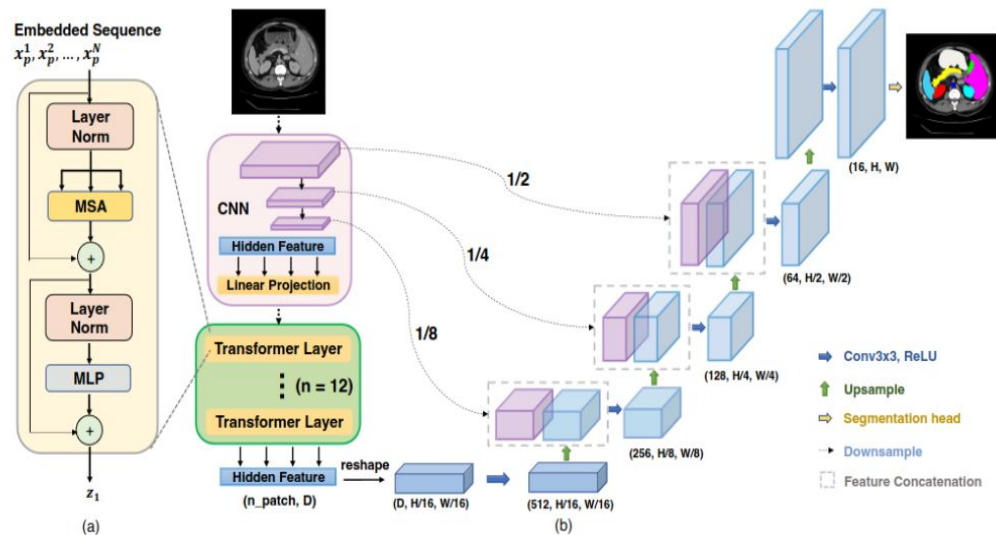 Embedded Sequence
x_p^1, x_p^2, ..., x_p^N
Layer
Norm
MSA
+
Layer
Norm
MLP
+
z_1
(a)
CNN
Hidden Feature
Linear Projection
Transformer Layer
(n = 12)
Transformer Layer
Hidden Feature
(n_patch, D)
reshape
(D, H/16, W/16)
(512, H/16, W/16)
(b)
1/2
1/4
1/8
(256, H/8, W/8)
(128, H/4, W/4)
(64, H/2, W/2)
(16, H, W)
Conv3x3, ReLU
Upsample
Segmentation head
Downsample
Feature Concatenation